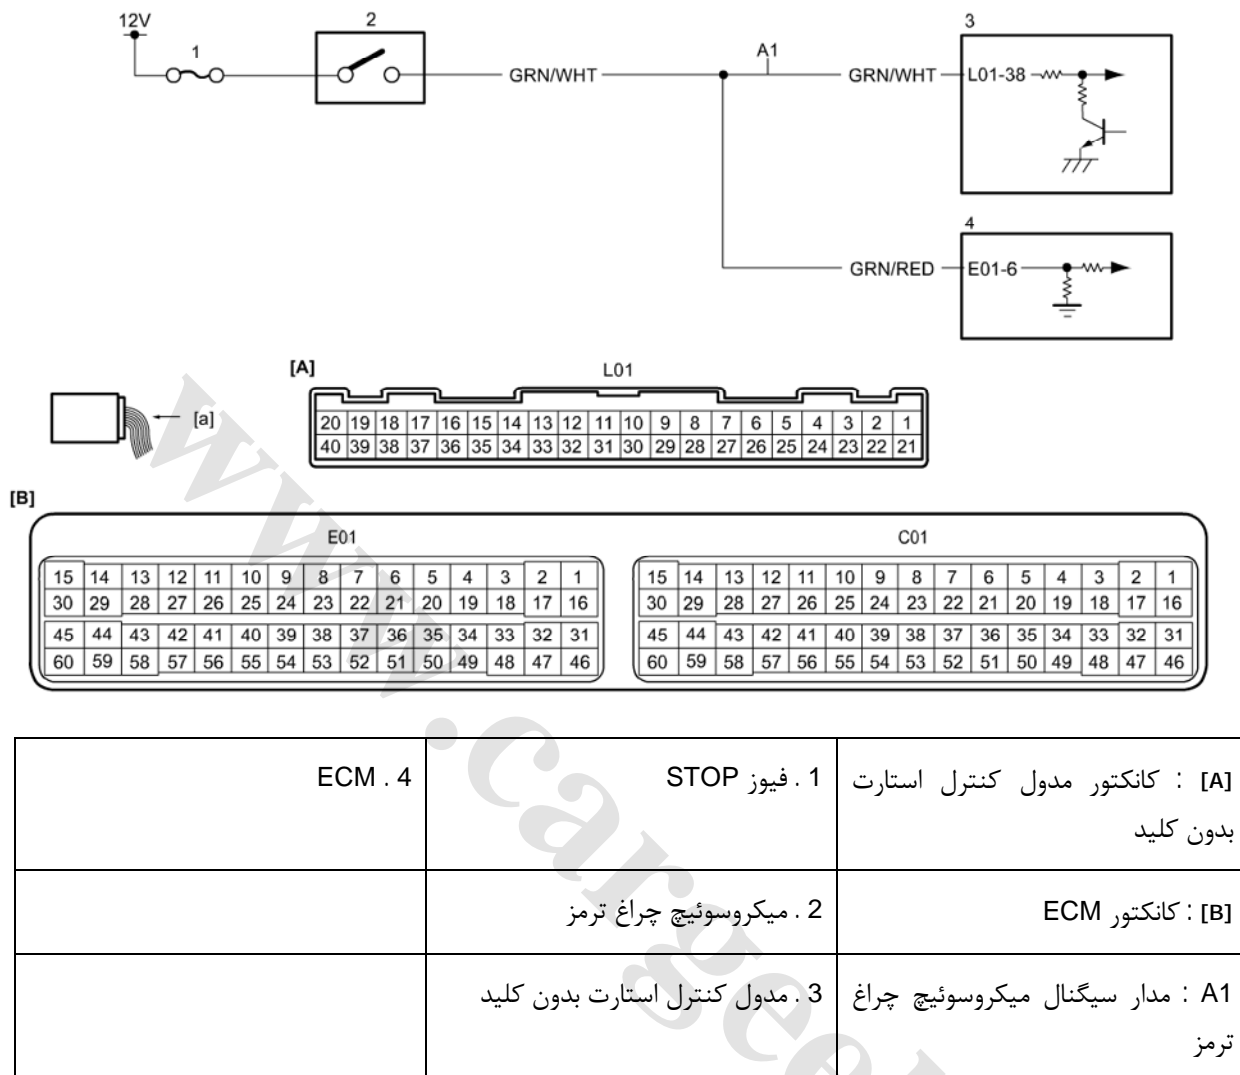 12V
1
2
GRN/WHT
A1
GRN/WHT
3
L01-38
4
GRN/RED
E01-6
[A]
L01
[a]
20 19 18 17 16 15 14 13 12 11 10 9 8 7 6 5 4 3 2 1
40 39 38 37 36 35 34 33 32 31 30 29 28 27 26 25 24 23 22 21
[B]
E01
15 14 13 12 11 10 9 8 7 6 5 4 3 2 1
30 29 28 27 26 25 24 23 22 21 20 19 18 17 16
45 44 43 42 41 40 39 38 37 36 35 34 33 32 31
60 59 58 57 56 55 54 53 52 51 50 49 48 47 46
C01
15 14 13 12 11 10 9 8 7 6 5 4 3 2 1
30 29 28 27 26 25 24 23 22 21 20 19 18 17 16
45 44 43 42 41 40 39 38 37 36 35 34 33 32 31
60 59 58 57 56 55 54 53 52 51 50 49 48 47 46
[A] : کانکتور مدول کنترل استارت
بدون کلید
1 . فیوز STOP
4 . ECM
[B] : کانکتور ECM
2 . میکروسوئیچ چراغ ترمز
A1 : مدار سیگنال میکروسوئیچ چراغ
ترمز
3 . مدول کنترل استارت بدون کلید